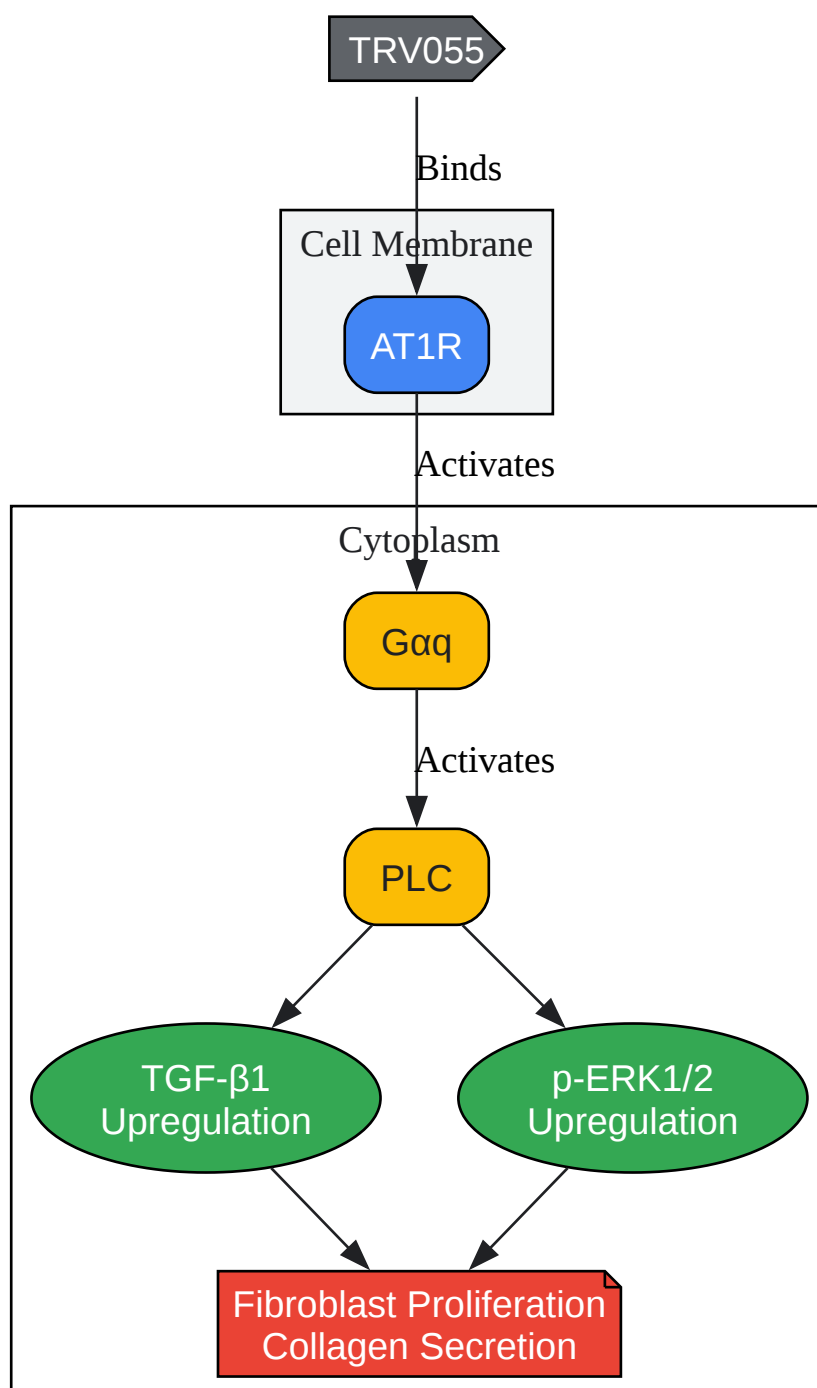 TRV055
Binds
Cell Membrane
AT1R
Activates
Cytoplasm
Gαq
Activates
PLC
TGF-β1
Upregulation
p-ERK1/2
Upregulation
Fibroblast Proliferation
Collagen Secretion